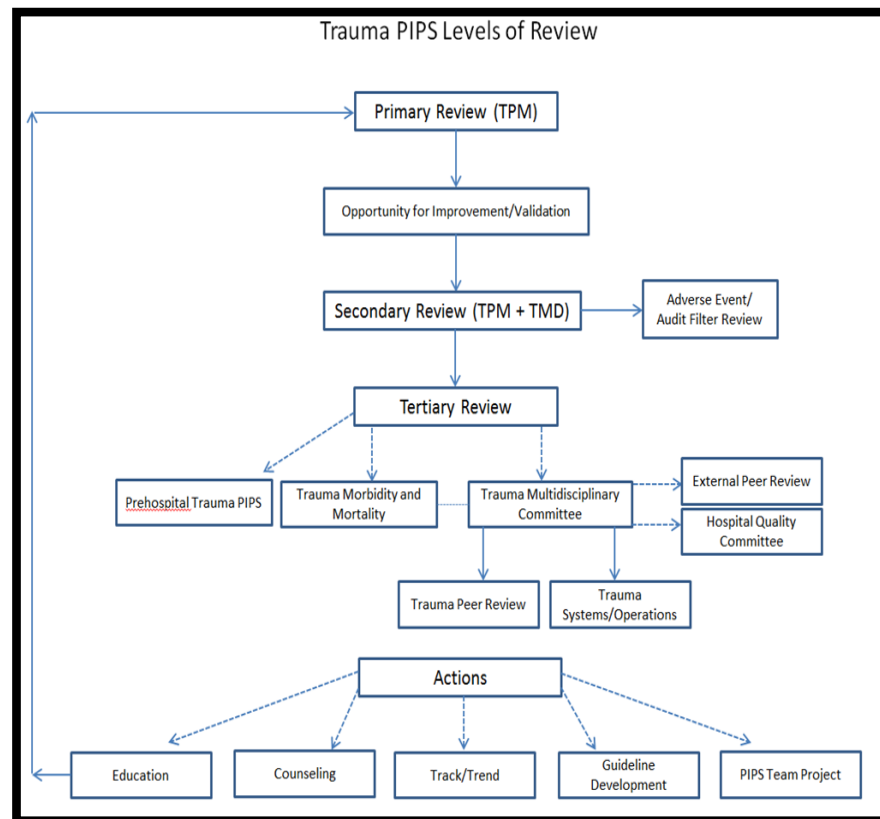 Trauma PIPS Levels of Review
Primary Review (TPM)
Opportunity for Improvement/Validation
Secondary Review (TPM + TMD)
Adverse Event/
Audit Filter Review
Tertiary Review
Prehospital Trauma PIPS
Trauma Morbidity and
Mortality
Trauma Multidisciplinary
Committee
External Peer Review
Hospital Quality
Committee
Trauma Peer Review
Trauma
Systems/Operations
Actions
Education
Counseling
Track/Trend
Guideline
Development
PIPS Team Project